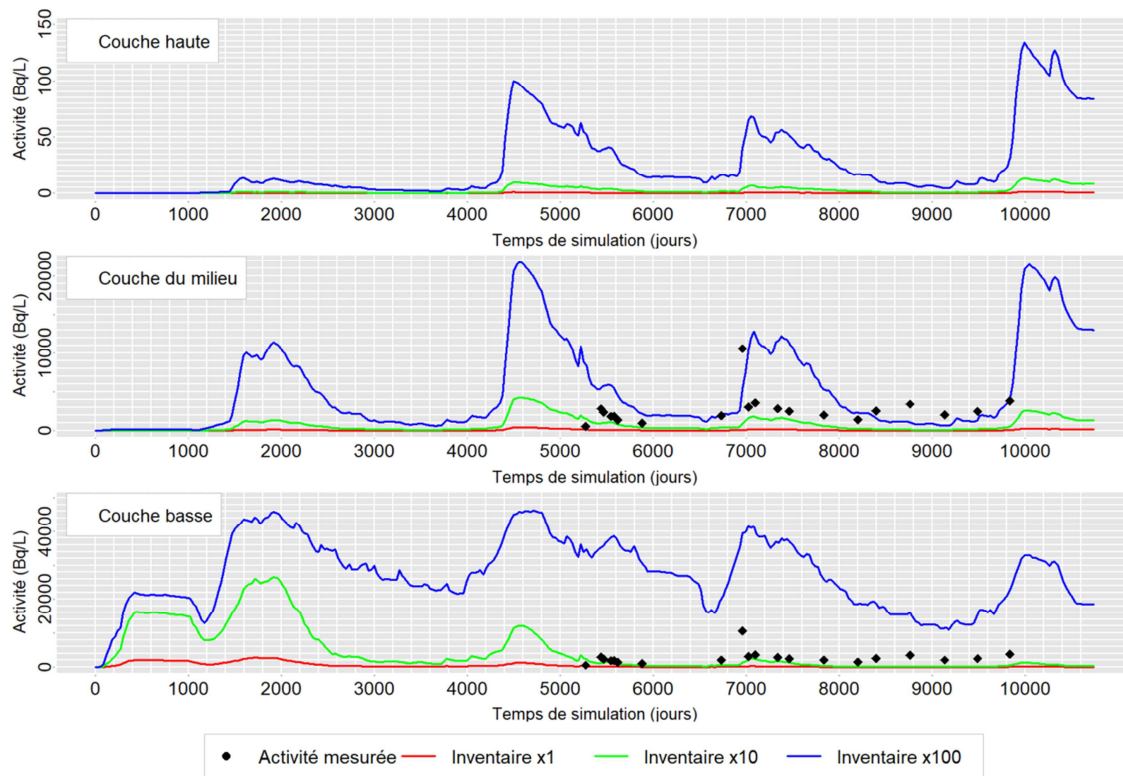 Couche haute
Activité (Bq/L)
150
100
50
0
0 1000 2000 3000 4000 5000 6000 7000 8000 9000 10000
Temps de simulation (jours)
Couche du milieu
Activité (Bq/L)
20000
10000
0
0 1000 2000 3000 4000 5000 6000 7000 8000 9000 10000
Temps de simulation (jours)
Couche basse
Activité (Bq/L)
40000
20000
0
0 1000 2000 3000 4000 5000 6000 7000 8000 9000 10000
Temps de simulation (jours)
Activité mesurée Inventaire x1 Inventaire x10 Inventaire x100